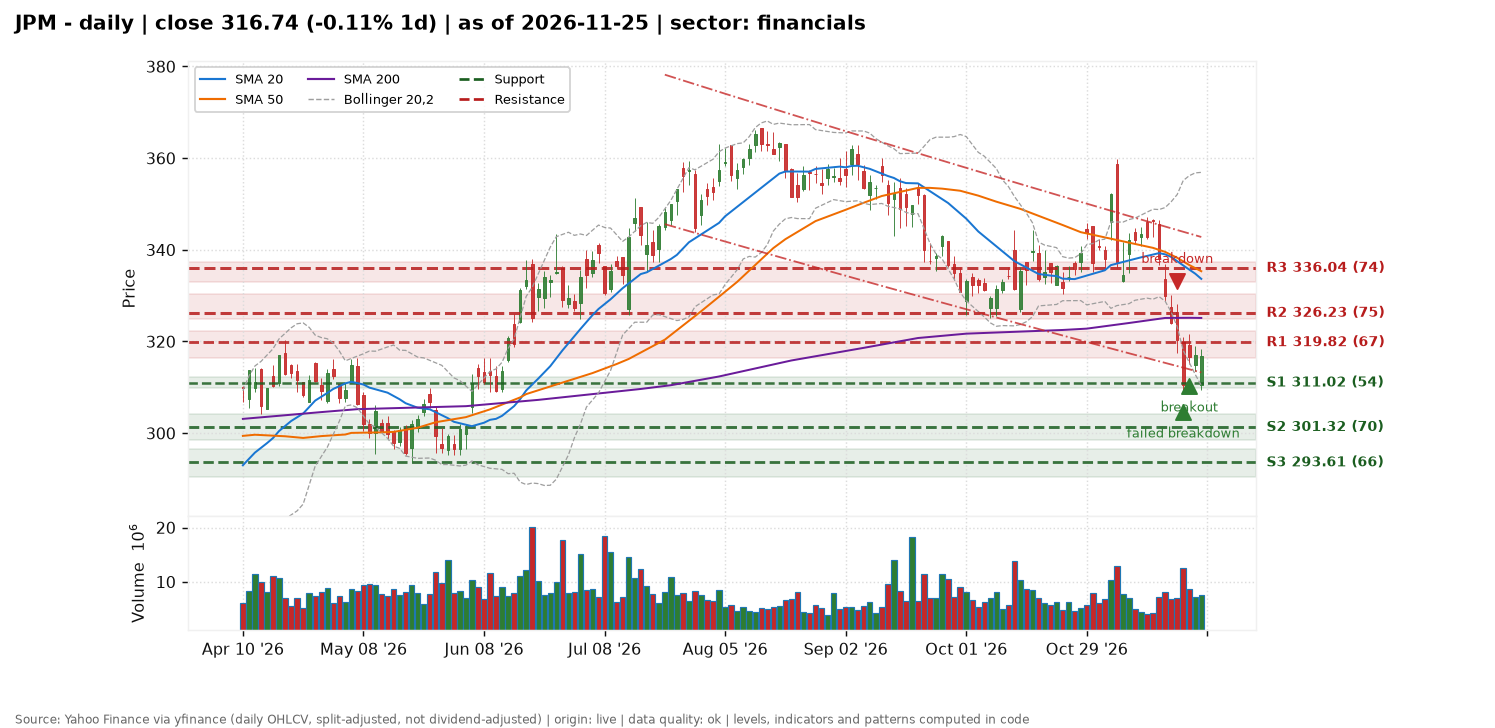 JPM - daily | close 316.74 (-0.11% 1d) | as of 2026-11-25 | sector: financials
SMA 20
SMA 50
SMA 200
Bollinger 20,2
Support
Resistance
Price
380
360
340
320
300
breakdown
breakout
failed breakdown
R3 336.04 (74)
R2 326.23 (75)
R1 319.82 (67)
S1 311.02 (54)
S2 301.32 (70)
S3 293.61 (66)
Volume 10⁶
20
10
Apr 10 '26
May 08 '26
Jun 08 '26
Jul 08 '26
Aug 05 '26
Sep 02 '26
Oct 01 '26
Oct 29 '26
Source: Yahoo Finance via yfinance (daily OHLCV, split-adjusted, not dividend-adjusted) | origin: live | data quality: ok | levels, indicators and patterns computed in code